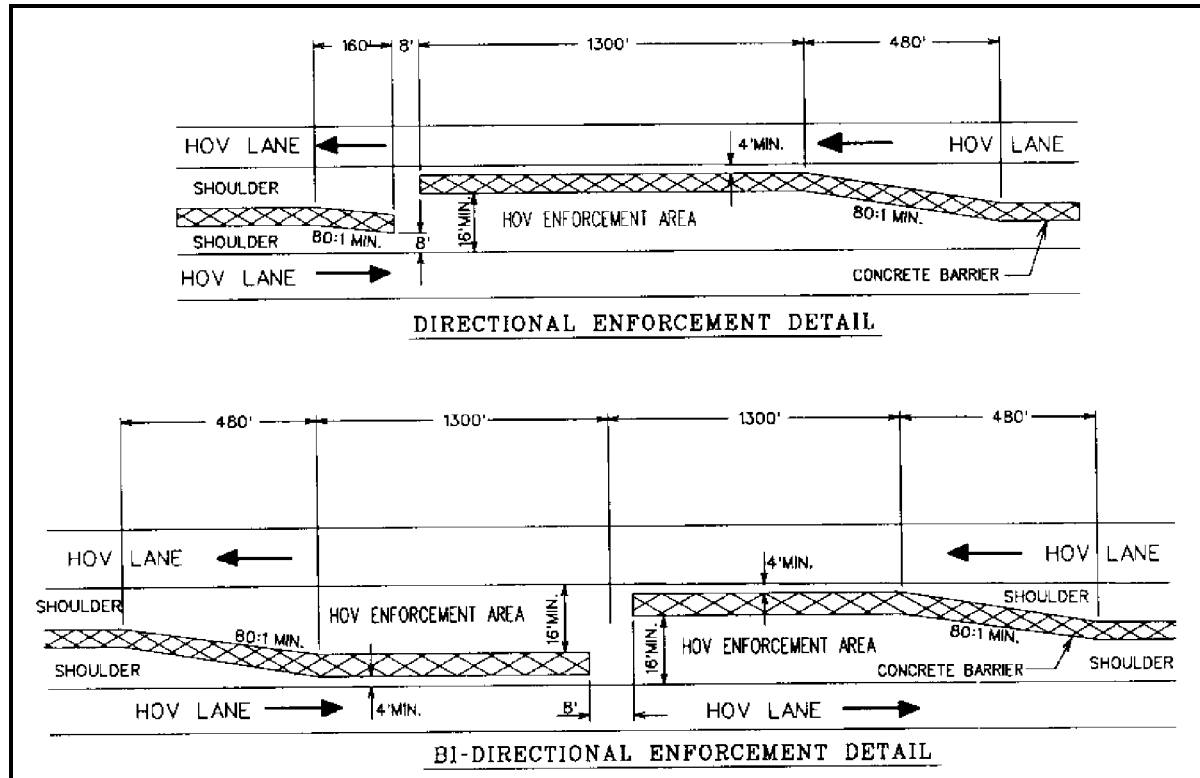 160' 8' 1300' 480'
HOV LANE 4'MIN. HOV LANE
SHOULDER
16'MIN. HOV ENFORCEMENT AREA 80:1 MIN.
SHOULDER 80:1 MIN. 8'
HOV LANE CONCRETE BARRIER
DIRECTIONAL ENFORCEMENT DETAIL
480' 1300' 1300' 480'
HOV LANE 4'MIN. HOV LANE
SHOULDER HOV ENFORCEMENT AREA 16'MIN. SHOULDER
80:1 MIN. 16'MIN. HOV ENFORCEMENT AREA 80:1 MIN.
SHOULDER CONCRETE BARRIER SHOULDER
HOV LANE 4'MIN. 8' HOV LANE
BI-DIRECTIONAL ENFORCEMENT DETAIL